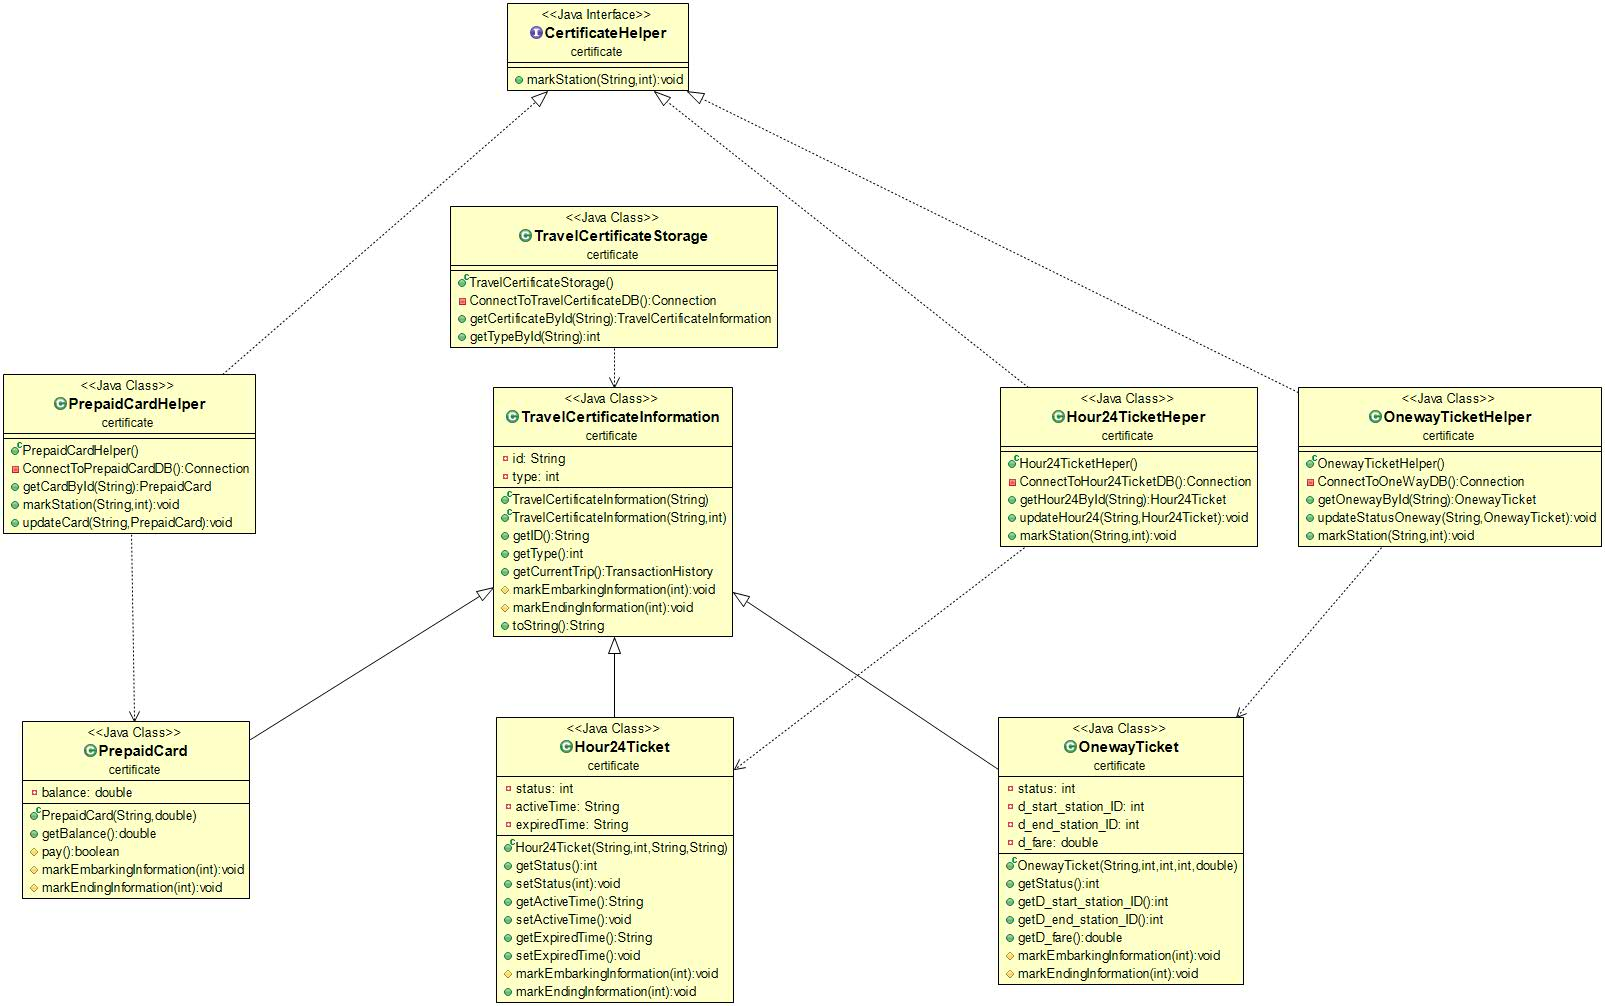 <<Java Interface>>
CertificateHelper
certificate
markStation(String,int):void
<<Java Class>>
TravelCertificateStorage
certificate
TravelCertificateStorage()
ConnectToTravelCertificateDB():Connection
getCertificateById(String):TravelCertificateInformation
getTypeById(String):int
<<Java Class>>
PrepaidCardHelper
certificate
PrepaidCardHelper()
ConnectToPrepaidCardDB():Connection
getCardById(String):PrepaidCard
markStation(String,int):void
updateCard(String,PrepaidCard):void
<<Java Class>>
TravelCertificateInformation
certificate
id: String
type: int
TravelCertificateInformation(String)
TravelCertificateInformation(String,int)
getID():String
getType():int
getCurrentTrip():TransactionHistory
markEmbarkingInformation(int):void
markEndingInformation(int):void
toString():String
<<Java Class>>
Hour24TicketHeper
certificate
Hour24TicketHeper()
ConnectToHour24TicketDB():Connection
getHour24ById(String):Hour24Ticket
updateHour24(String,Hour24Ticket):void
markStation(String,int):void
<<Java Class>>
OnewayTicketHelper
certificate
OnewayTicketHelper()
ConnectToOneWayDB():Connection
getOnewayById(String):OnewayTicket
updateStatusOneway(String,OnewayTicket):void
markStation(String,int):void
<<Java Class>>
PrepaidCard
certificate
balance: double
PrepaidCard(String,double)
getBalance():double
pay():boolean
markEmbarkingInformation(int):void
markEndingInformation(int):void
<<Java Class>>
Hour24Ticket
certificate
status: int
activeTime: String
expiredTime: String
Hour24Ticket(String,int,String,String)
getStatus():int
setStatus(int):void
getActiveTime():String
setActiveTime():void
getExpiredTime():String
setExpiredTime():void
markEmbarkingInformation(int):void
markEndingInformation(int):void
<<Java Class>>
OnewayTicket
certificate
status: int
d_start_station_ID: int
d_end_station_ID: int
d_fare: double
OnewayTicket(String,int,int,int,double)
getStatus():int
getD_start_station_ID():int
getD_end_station_ID():int
getD_fare():double
markEmbarkingInformation(int):void
markEndingInformation(int):void